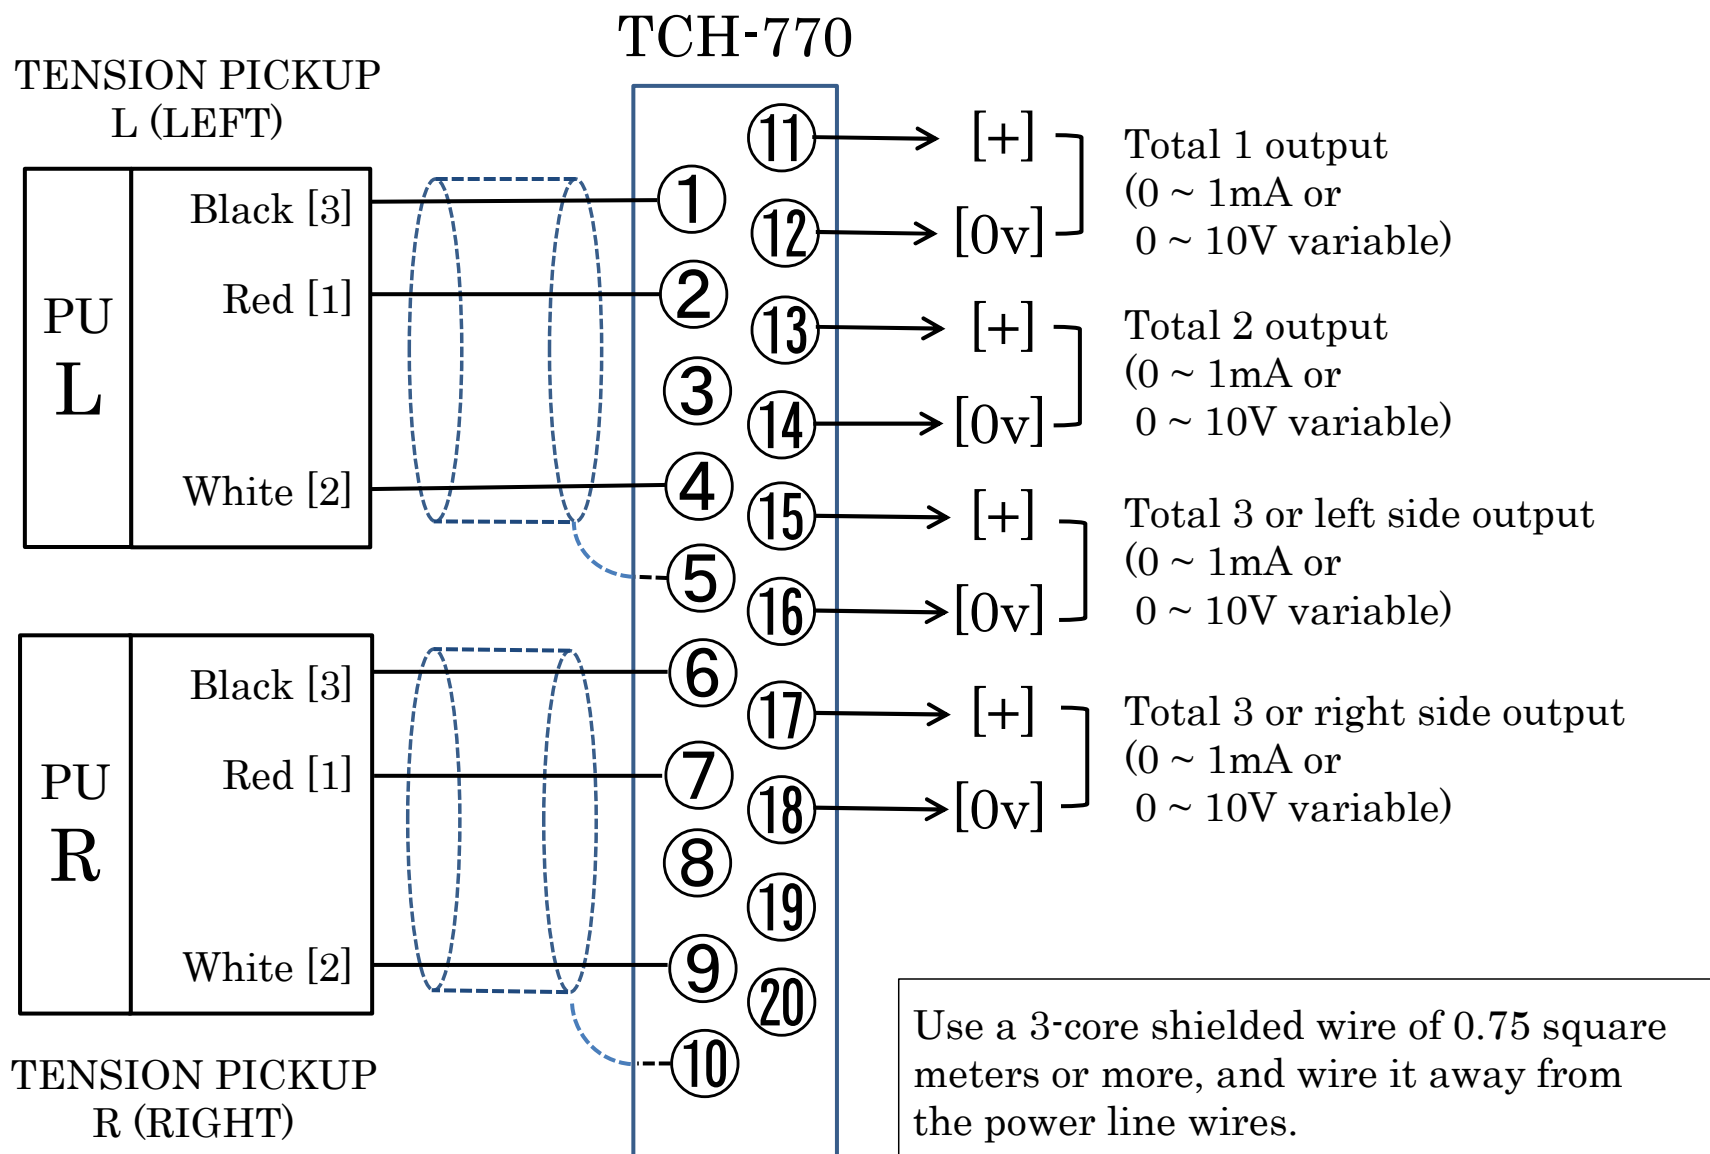 TCH-770
TENSION PICKUP
L (LEFT)
PU
L
Black [3]
Red [1]
White [2]
①
②
③
④
⑤
⑥
⑦
⑧
⑨
⑩
PU
R
Black [3]
Red [1]
White [2]
TENSION PICKUP
R (RIGHT)
⑪
⑫
⑬
⑭
⑮
⑯
⑰
⑱
⑲
⑳
[+]
[0v]
Total 1 output
(0 ~ 1mA or
0 ~ 10V variable)
[+]
[0v]
Total 2 output
(0 ~ 1mA or
0 ~ 10V variable)
[+]
[0v]
Total 3 or left side output
(0 ~ 1mA or
0 ~ 10V variable)
[+]
[0v]
Total 3 or right side output
(0 ~ 1mA or
0 ~ 10V variable)
Use a 3-core shielded wire of 0.75 square
meters or more, and wire it away from
the power line wires.